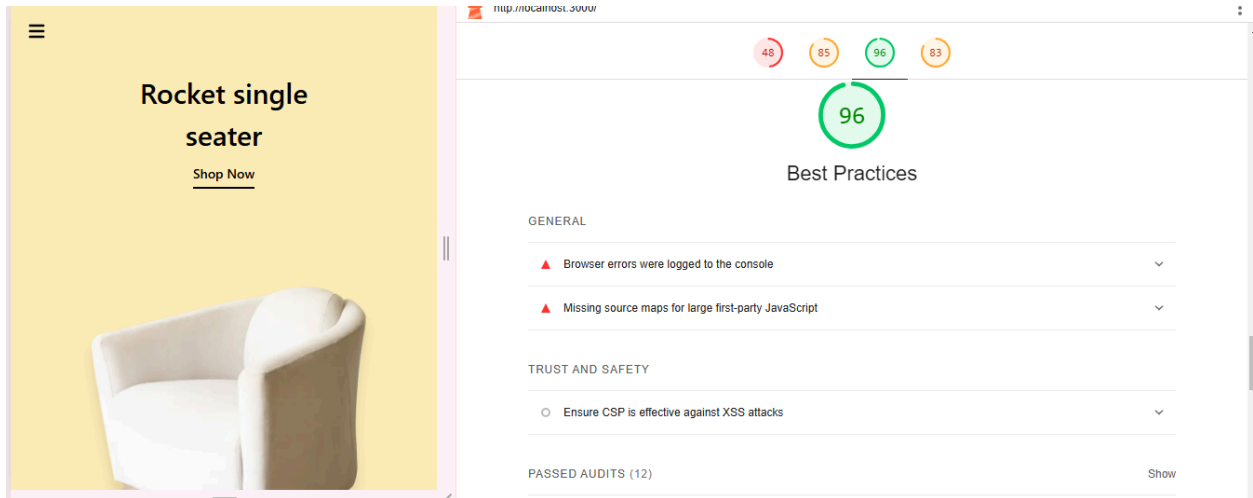 Rocket single
seater
Shop Now
http://localhost:3000/
48 85 96 83
96
Best Practices
GENERAL
Browser errors were logged to the console
Missing source maps for large first-party JavaScript
TRUST AND SAFETY
Ensure CSP is effective against XSS attacks
PASSED AUDITS (12) Show